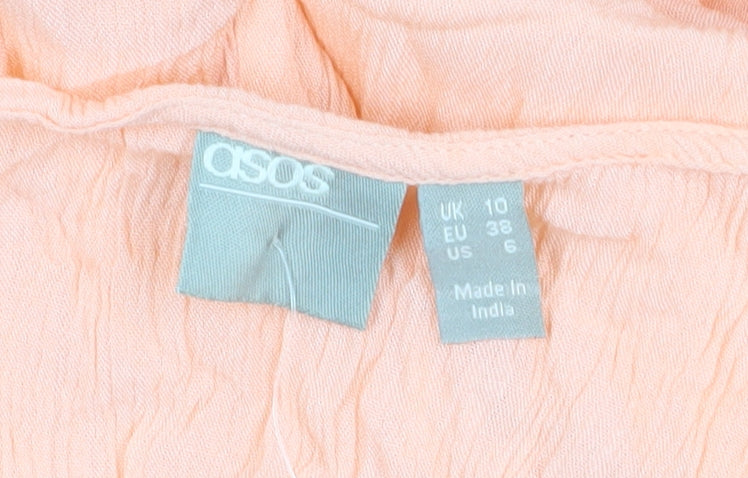 asos
UK 10
EU 38
US 6
Made In
India